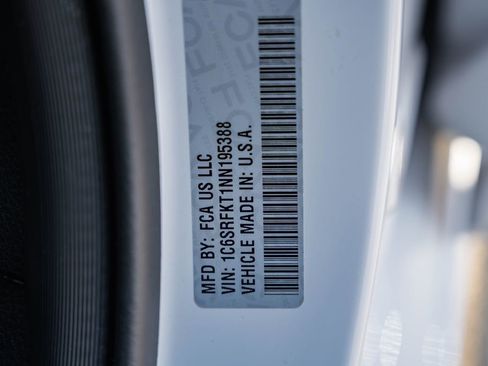 MFD BY: FCA US LLC
VIN: 1C6SRFKT1NN195388
VEHICLE MADE IN: U.S.A.